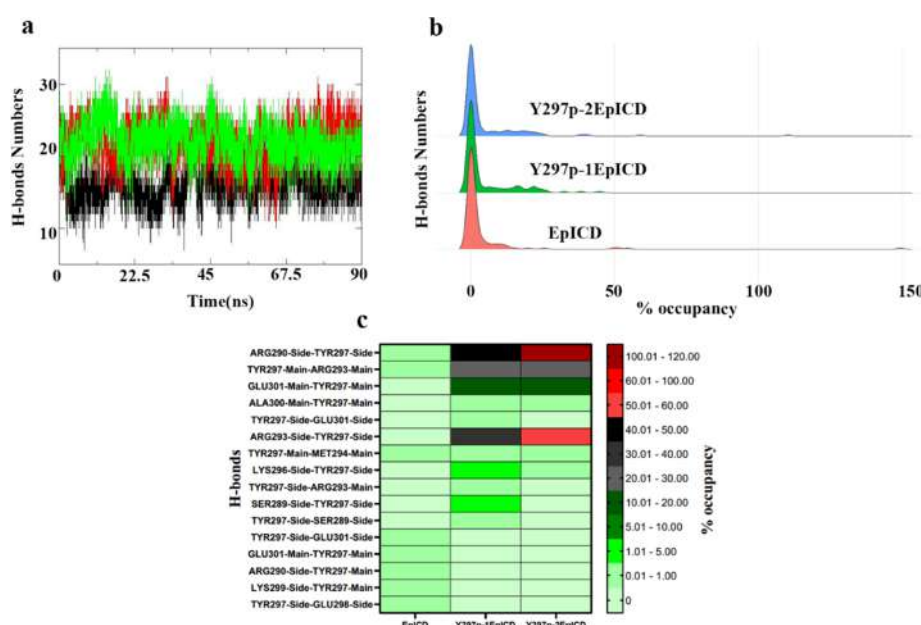 a
H-bonds Numbers
30
20
10
0
22.5
45
67.5
90
Time(ns)
b
H-bonds Numbers
Y297p-2EpICD
Y297p-1EpICD
EpICD
0
50
100
150
% occupancy
c
H-bonds
ARG290-Side-TYR297-Side
TYR297-Main-ARG293-Main
GLU301-Main-TYR297-Main
ALA300-Main-TYR297-Main
TYR297-Side-GLU301-Side
ARG293-Side-TYR297-Side
TYR297-Main-MET294-Main
LYS296-Side-TYR297-Side
TYR297-Side-ARG293-Main
SER289-Side-TYR297-Side
TYR297-Side-SER289-Side
TYR297-Side-GLU301-Side
GLU301-Main-TYR297-Main
ARG290-Side-TYR297-Main
LYS299-Side-TYR297-Main
TYR297-Side-GLU296-Side
EpICD
Y297p-1EpICD
Y297p-2EpICD
100.01 - 120.00
60.01 - 100.00
50.01 - 60.00
40.01 - 50.00
30.01 - 40.00
20.01 - 30.00
10.01 - 20.00
5.01 - 10.00
1.01 - 5.00
0.01 - 1.00
0
% occupancy